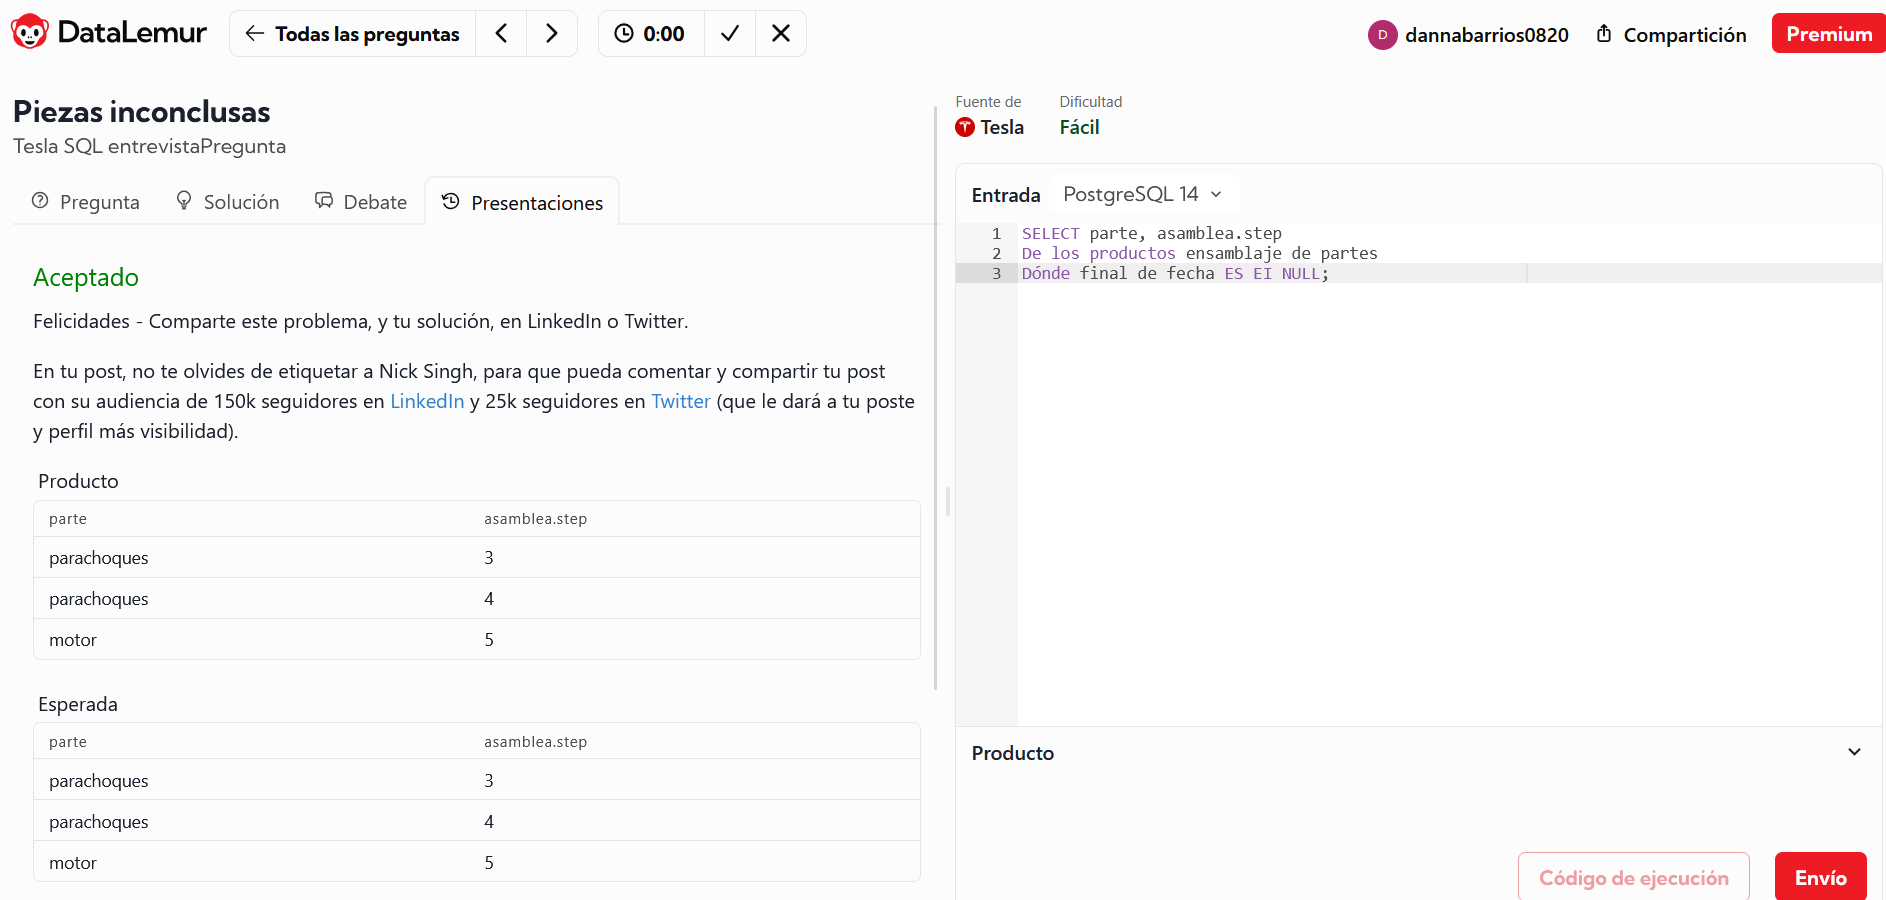 DataLemur
Todas las preguntas
0:00
D
dannabarrios0820
Compartición
Premium
Piezas inconclusas
Tesla SQL entrevistaPregunta
Pregunta
Solución
Debate
Presentaciones
Aceptado
Felicidades - Comparte este problema, y tu solución, en LinkedIn o Twitter.
En tu post, no te olvides de etiquetar a Nick Singh, para que pueda comentar y compartir tu post
con su audiencia de 150k seguidores en LinkedIn y 25k seguidores en Twitter (que le dará a tu poste
y perfil más visibilidad).
Producto
parte asamblea.step
parachoques 3
parachoques 4
motor 5
Esperada
parte asamblea.step
parachoques 3
parachoques 4
motor 5
Fuente de
Tesla
Dificultad
Fácil
Entrada
PostgreSQL 14
1 SELECT parte, asamblea.step
2 De los productos ensamblaje de partes
3 Dónde final de fecha ES EI NULL;
Producto
Código de ejecución
Envío